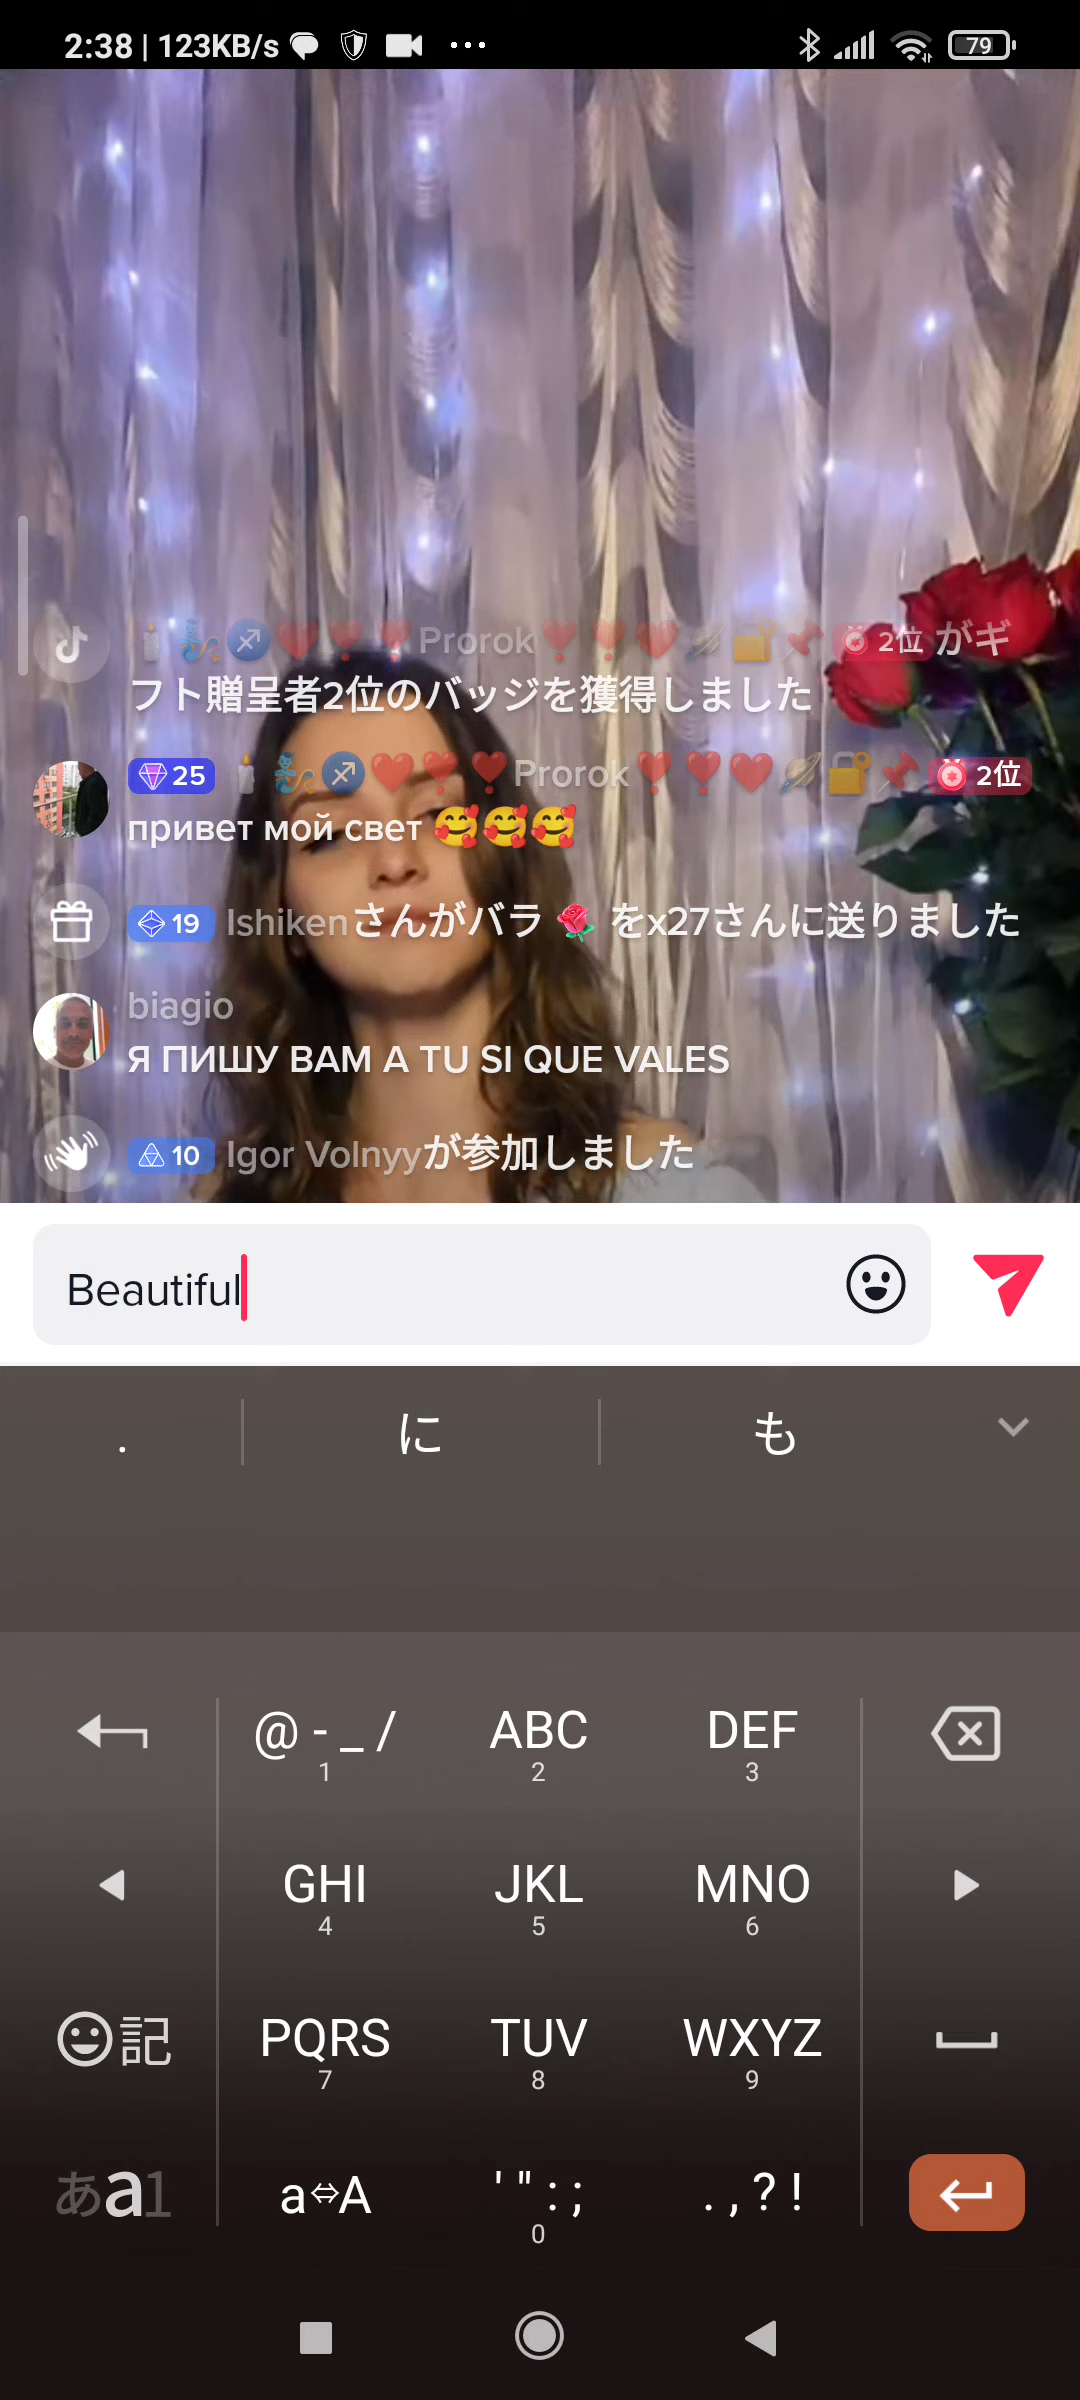 2:38 | 123KB/s 79
Prorok 2位 がギ
フト贈呈者2位のバッジを獲得しました
25 Prorok 2位
привет мой свет 🥰🥰🥰
19 Ishikenさんがバラ 🌹 をx27さんに送りました
biagio
Я ПИШУ ВАМ A TU SI QUE VALES
10 Igor Volnyyが参加しました
Beautiful
. に も
@ - _ / ABC DEF
1 2 3
GHI JKL MNO
4 5 6
記 PQRS TUV WXYZ
7 8 9
あa1 a⇔A ' " : ; . , ? !
0